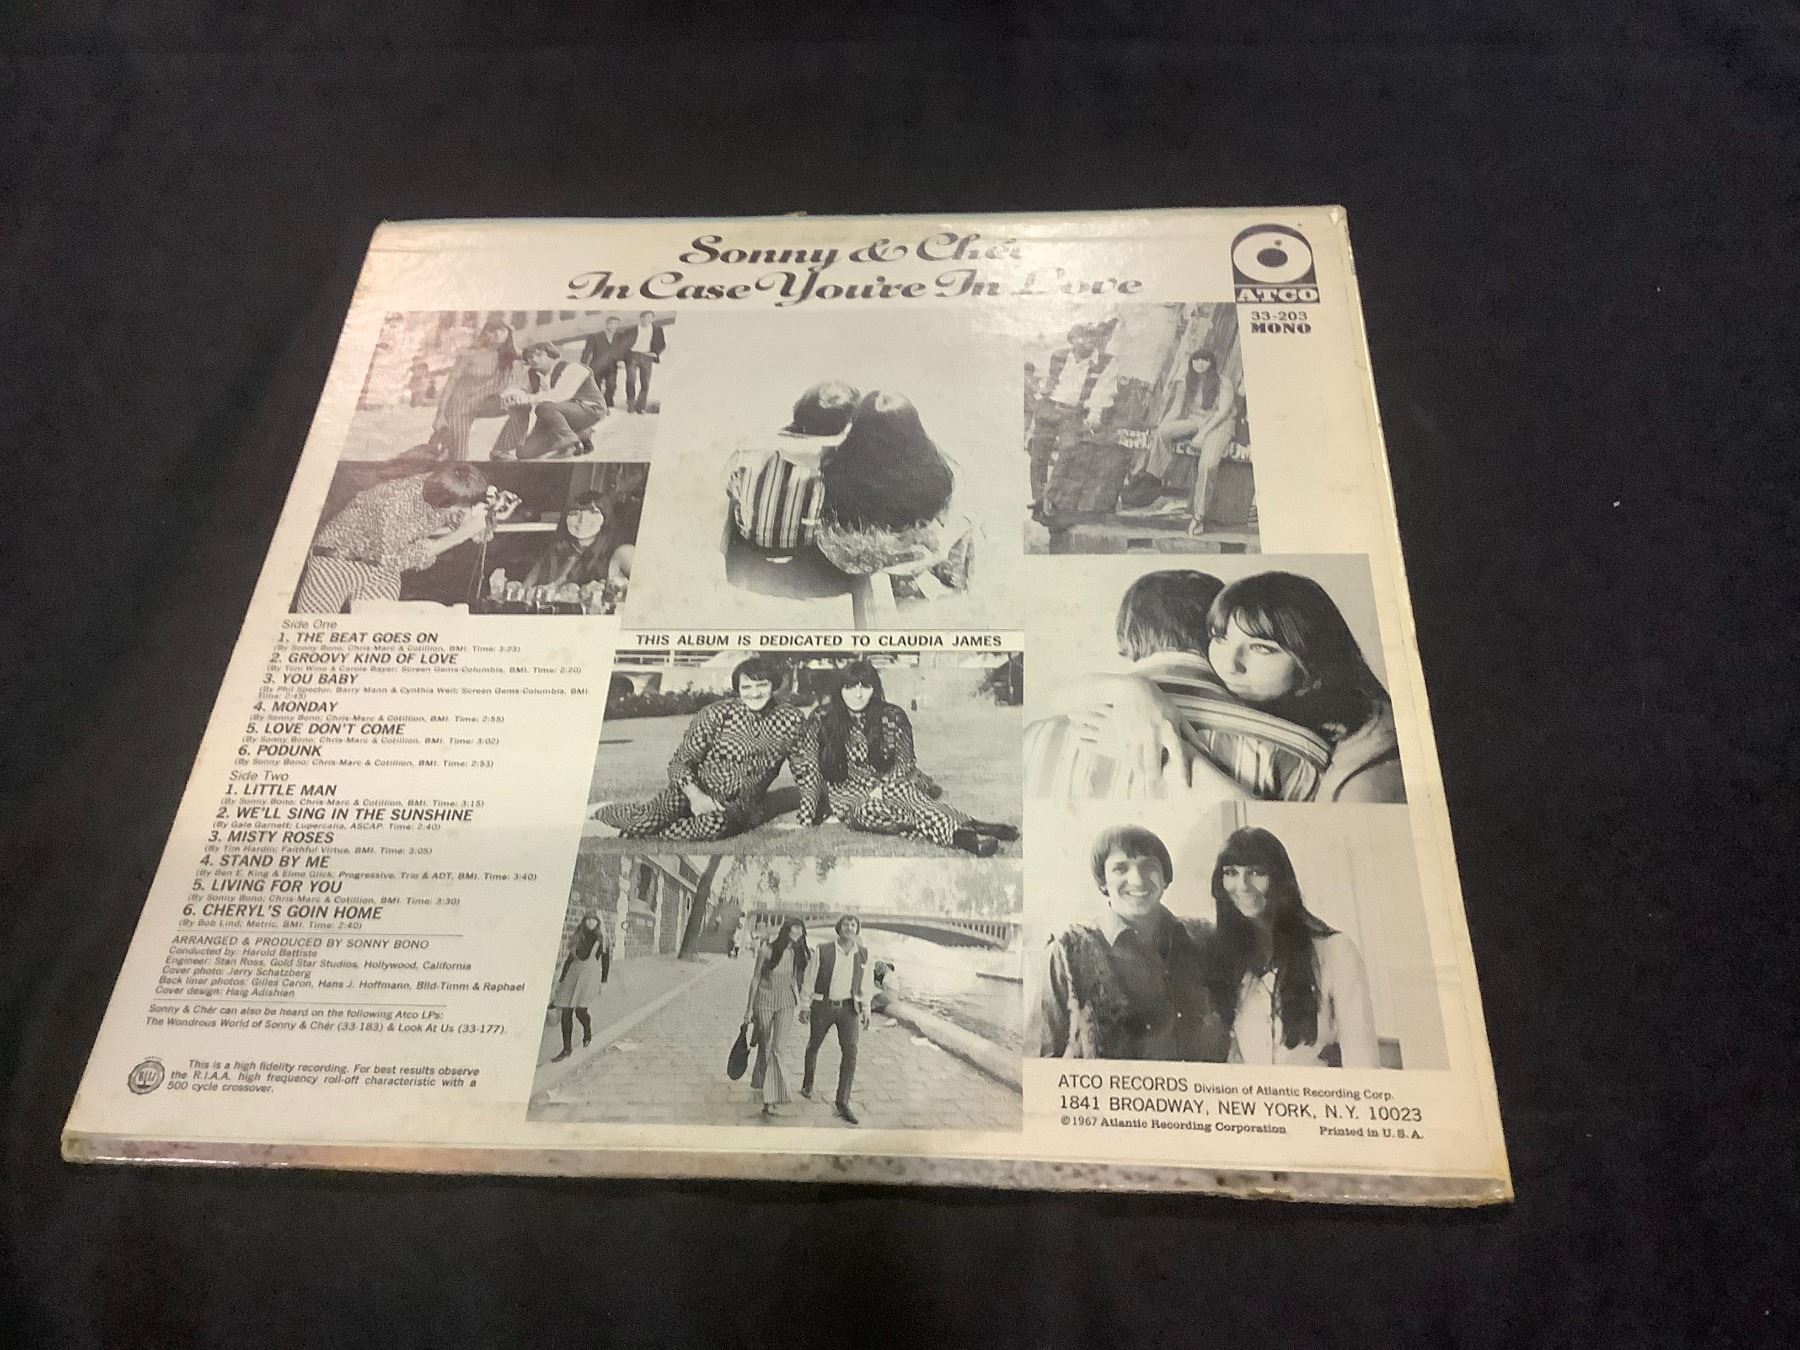 Sonny & Chér
In Case You're In Love
ATCO
33-203
MONO
Side One
1. THE BEAT GOES ON
(By Sonny Bono; Chris-Marc & Cotillion, BMI. Time: 3:23)
2. GROOVY KIND OF LOVE
(By Toni Wine & Carole Bayer; Screen Gems-Columbia, BMI. Time: 2:20)
3. YOU BABY
(By Phil Spector, Barry Mann & Cynthia Weil; Screen Gems-Columbia, BMI
Time: 2:45)
4. MONDAY
(By Sonny Bono; Chris-Marc & Cotillion, BMI. Time: 2:55)
5. LOVE DON'T COME
(By Sonny Bono; Chris-Marc & Cotillion, BMI. Time: 3:02)
6. PODUNK
(By Sonny Bono; Chris-Marc & Cotillion, BMI. Time: 2:53)
Side Two
1. LITTLE MAN
(By Sonny Bono; Chris-Marc & Cotillion, BMI. Time: 3:15)
2. WE'LL SING IN THE SUNSHINE
(By Gale Garnett; Lupercalia, ASCAP. Time: 2:40)
3. MISTY ROSES
(By Tim Hardin; Faithful Virtue, BMI. Time: 3:05)
4. STAND BY ME
(By Ben E. King & Elmo Glick; Progressive, Trio & ADT, BMI. Time: 3:40)
5. LIVING FOR YOU
(By Sonny Bono; Chris-Marc & Cotillion, BMI. Time: 3:30)
6. CHERYL'S GOIN HOME
(By Bob Lind; Metric, BMI. Time: 2:40)
ARRANGED & PRODUCED BY SONNY BONO
Conducted by: Harold Battiste
Engineer: Stan Ross, Gold Star Studios, Hollywood, California
Cover photo: Jerry Schatzberg
Back liner photos: Gilles Caron, Hans J. Hoffmann, Bild-Timm & Raphael
Cover design: Haig Adishian
Sonny & Chér can also be heard on the following Atco LPs:
The Wondrous World of Sonny & Chér (33-183) & Look At Us (33-177).
This is a high fidelity recording. For best results observe
the R.I.A.A. high frequency roll-off characteristic with a
500 cycle crossover.
THIS ALBUM IS DEDICATED TO CLAUDIA JAMES
ATCO RECORDS Division of Atlantic Recording Corp.
1841 BROADWAY, NEW YORK, N.Y. 10023
©1967 Atlantic Recording Corporation Printed in U.S.A.